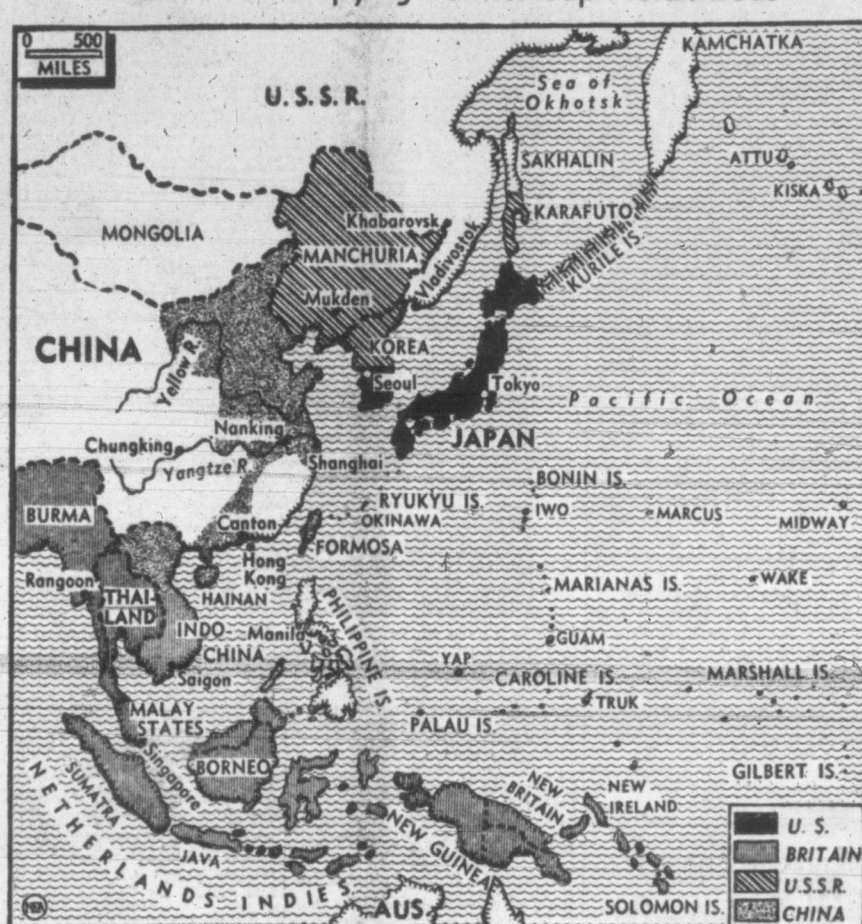 0 500
MILES
KAMCHATKA
U.S.S.R.
Sea of
Okhotsk
SAKHALIN
ATTU
KISKA
KARAFUTO
MONGOLIA
Khabarovsk
MANCHURIA
Vladivostok
KURILE IS.
Mukden
CHINA
KOREA
Yellow R.
Seoul
Tokyo
Pacific Ocean
Nanking
JAPAN
Chungking
Yangtze R.
Shanghai
BONIN IS.
BURMA
RYUKYU IS.
OKINAWA
IWO
MARCUS
MIDWAY
Canton
FORMOSA
Hong
Kong
Rangoon
HAINAN
MARIANAS IS.
WAKE
THAI-
LAND
PHILIPPINE IS
INDO-
CHINA
Manila
GUAM
YAP
Saigon
CAROLINE IS.
MARSHALL IS.
TRUK
MALAY
STATES
PALAU IS.
Singapore
BORNEO
GILBERT IS.
SUMATRA
NEW
BRITAIN
NEW
IRELAND
NETHERLANDS INDIES
JAVA
NEW GUINEA
U. S.
BRITAIN
U.S.S.R.
CHINA
NEA
AUS.
SOLOMON IS.